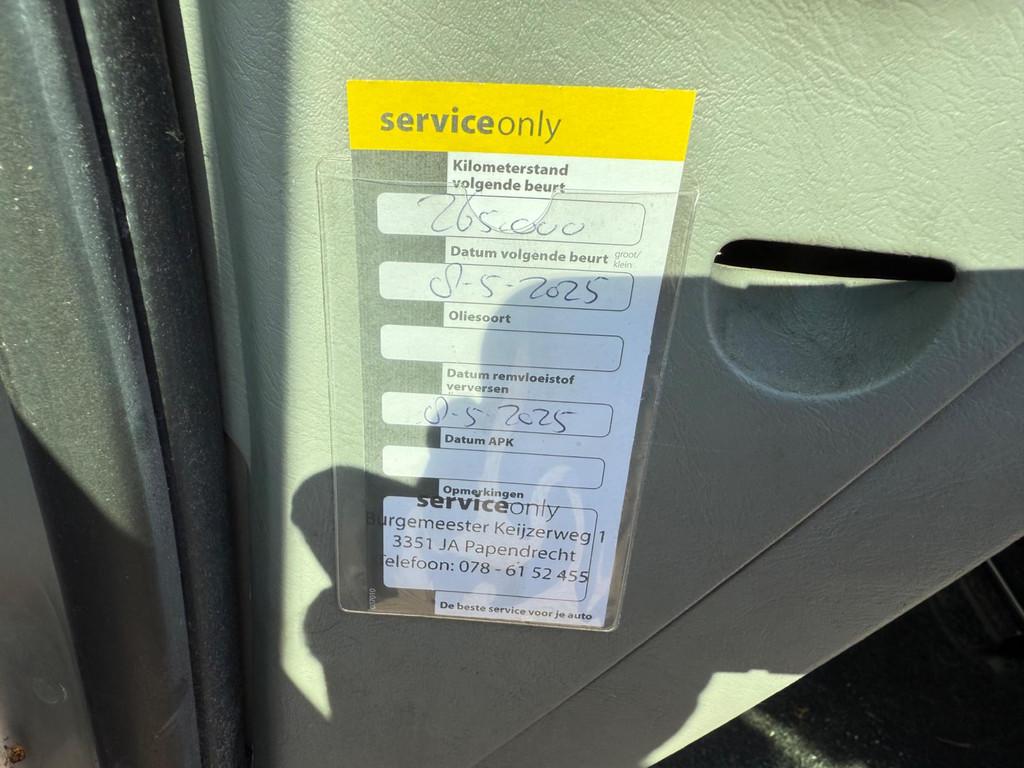 serviceonly
Kilometerstand
volgende beurt
265.000
Datum volgende beurt groot/
klein
8-5-2025
Oliesoort
Datum remvloeistof
verversen
8-5-2025
Datum APK
Opmerkingen
serviceonly
Burgemeester Keijzerweg 1
3351 JA Papendrecht
Telefoon: 078 - 61 52 455
De beste service voor je auto